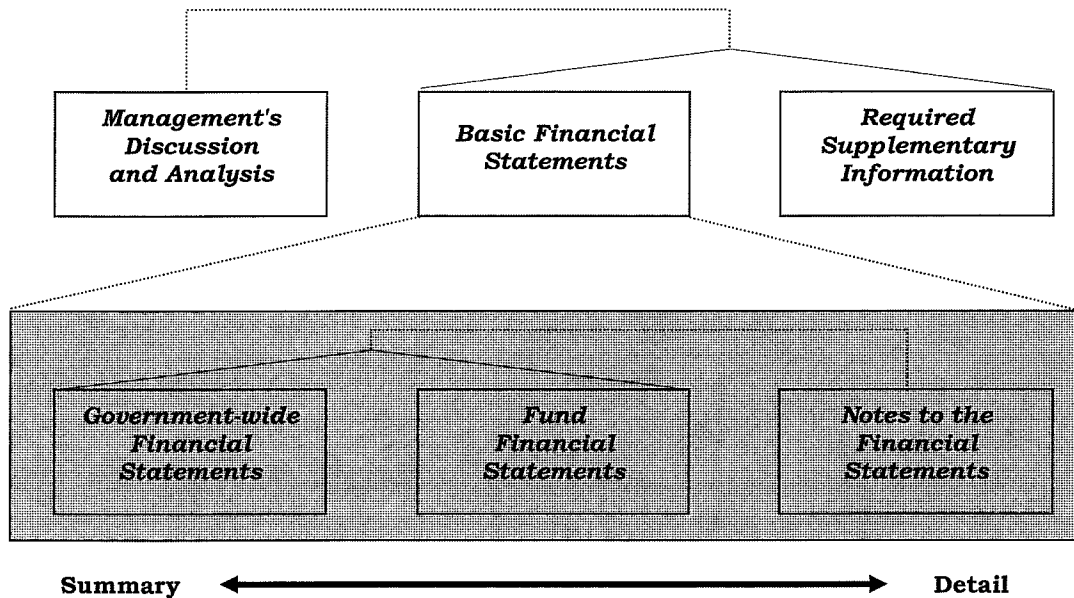 Management's
Discussion
and Analysis
Basic Financial
Statements
Required
Supplementary
Information
Government-wide
Financial
Statements
Fund
Financial
Statements
Notes to the
Financial
Statements
Summary
Detail